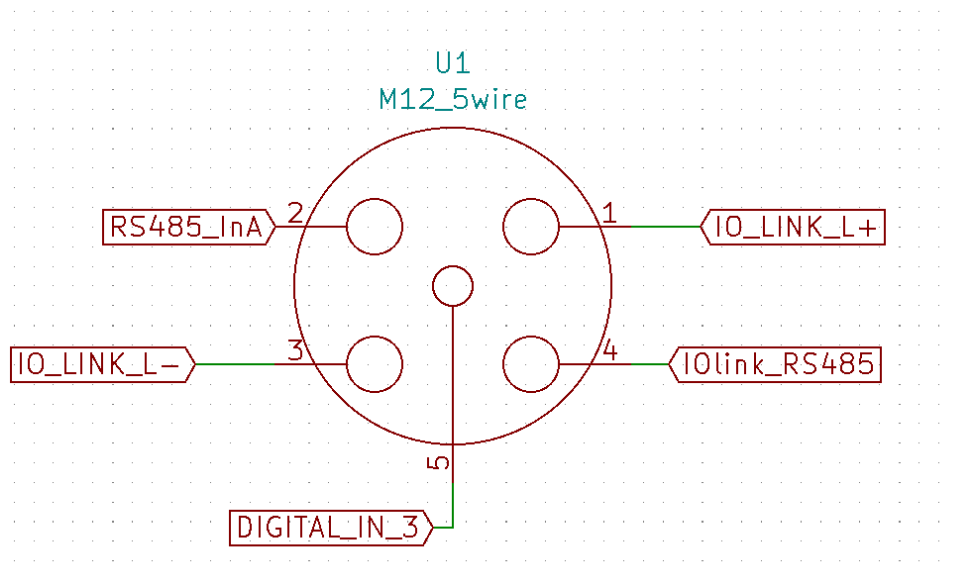 U1
M12_5wire
RS485_InA 2 1 IO_LINK_L+
IO_LINK_L- 3 4 IOlink_RS485
5
DIGITAL_IN_3